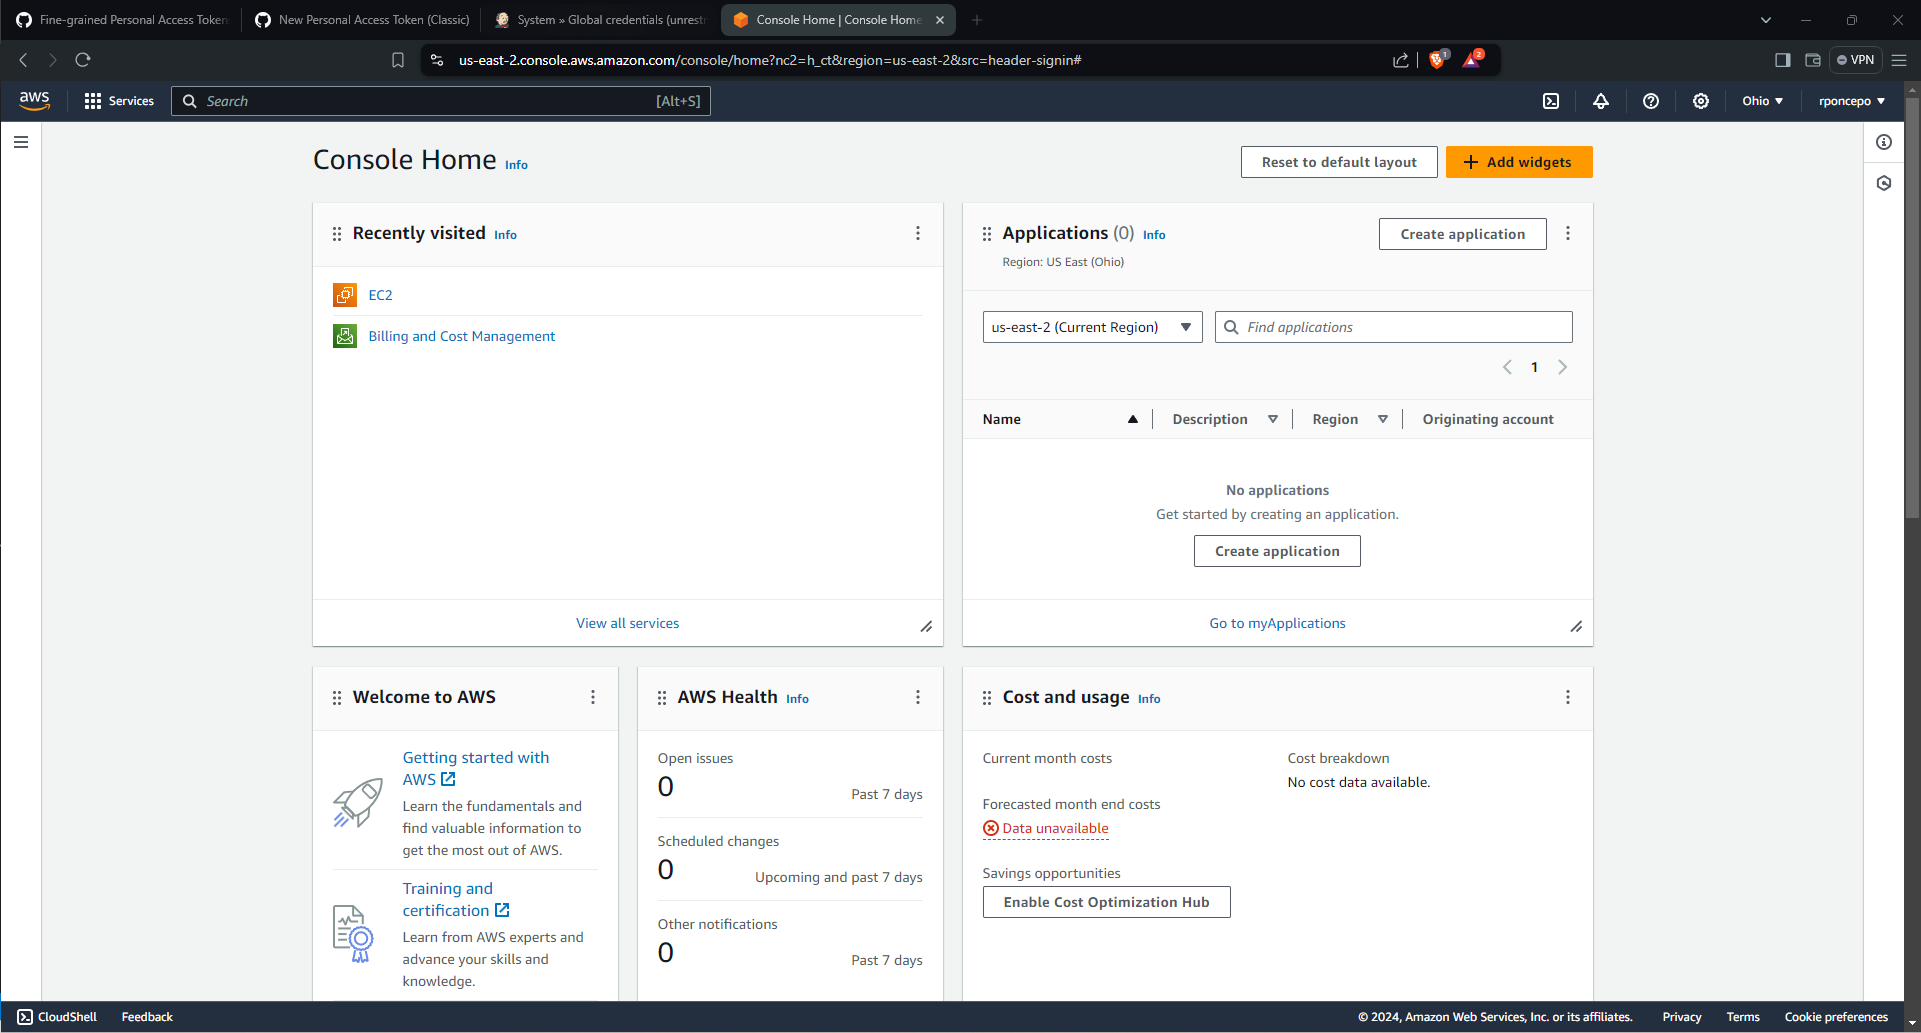 Fine-grained Personal Access Token
New Personal Access Token (Classic)
System » Global credentials (unrestr
Console Home | Console Home
us-east-2.console.aws.amazon.com/console/home?nc2=h_ct&region=us-east-2&src=header-signin#
1
2
VPN
aws
Services
Search
[Alt+S]
Ohio
rponcepo
Console Home Info
Reset to default layout
Add widgets
Recently visited Info
EC2
Billing and Cost Management
View all services
Applications (0) Info
Region: US East (Ohio)
Create application
us-east-2 (Current Region)
Find applications
1
Name
Description
Region
Originating account
No applications
Get started by creating an application.
Create application
Go to myApplications
Welcome to AWS
Getting started with
AWS
Learn the fundamentals and
find valuable information to
get the most out of AWS.
Training and
certification
Learn from AWS experts and
advance your skills and
knowledge.
AWS Health Info
Open issues
0
Past 7 days
Scheduled changes
0
Upcoming and past 7 days
Other notifications
0
Past 7 days
Cost and usage Info
Current month costs
Forecasted month end costs
Data unavailable
Savings opportunities
Enable Cost Optimization Hub
Cost breakdown
No cost data available.
CloudShell
Feedback
© 2024, Amazon Web Services, Inc. or its affiliates.
Privacy
Terms
Cookie preferences